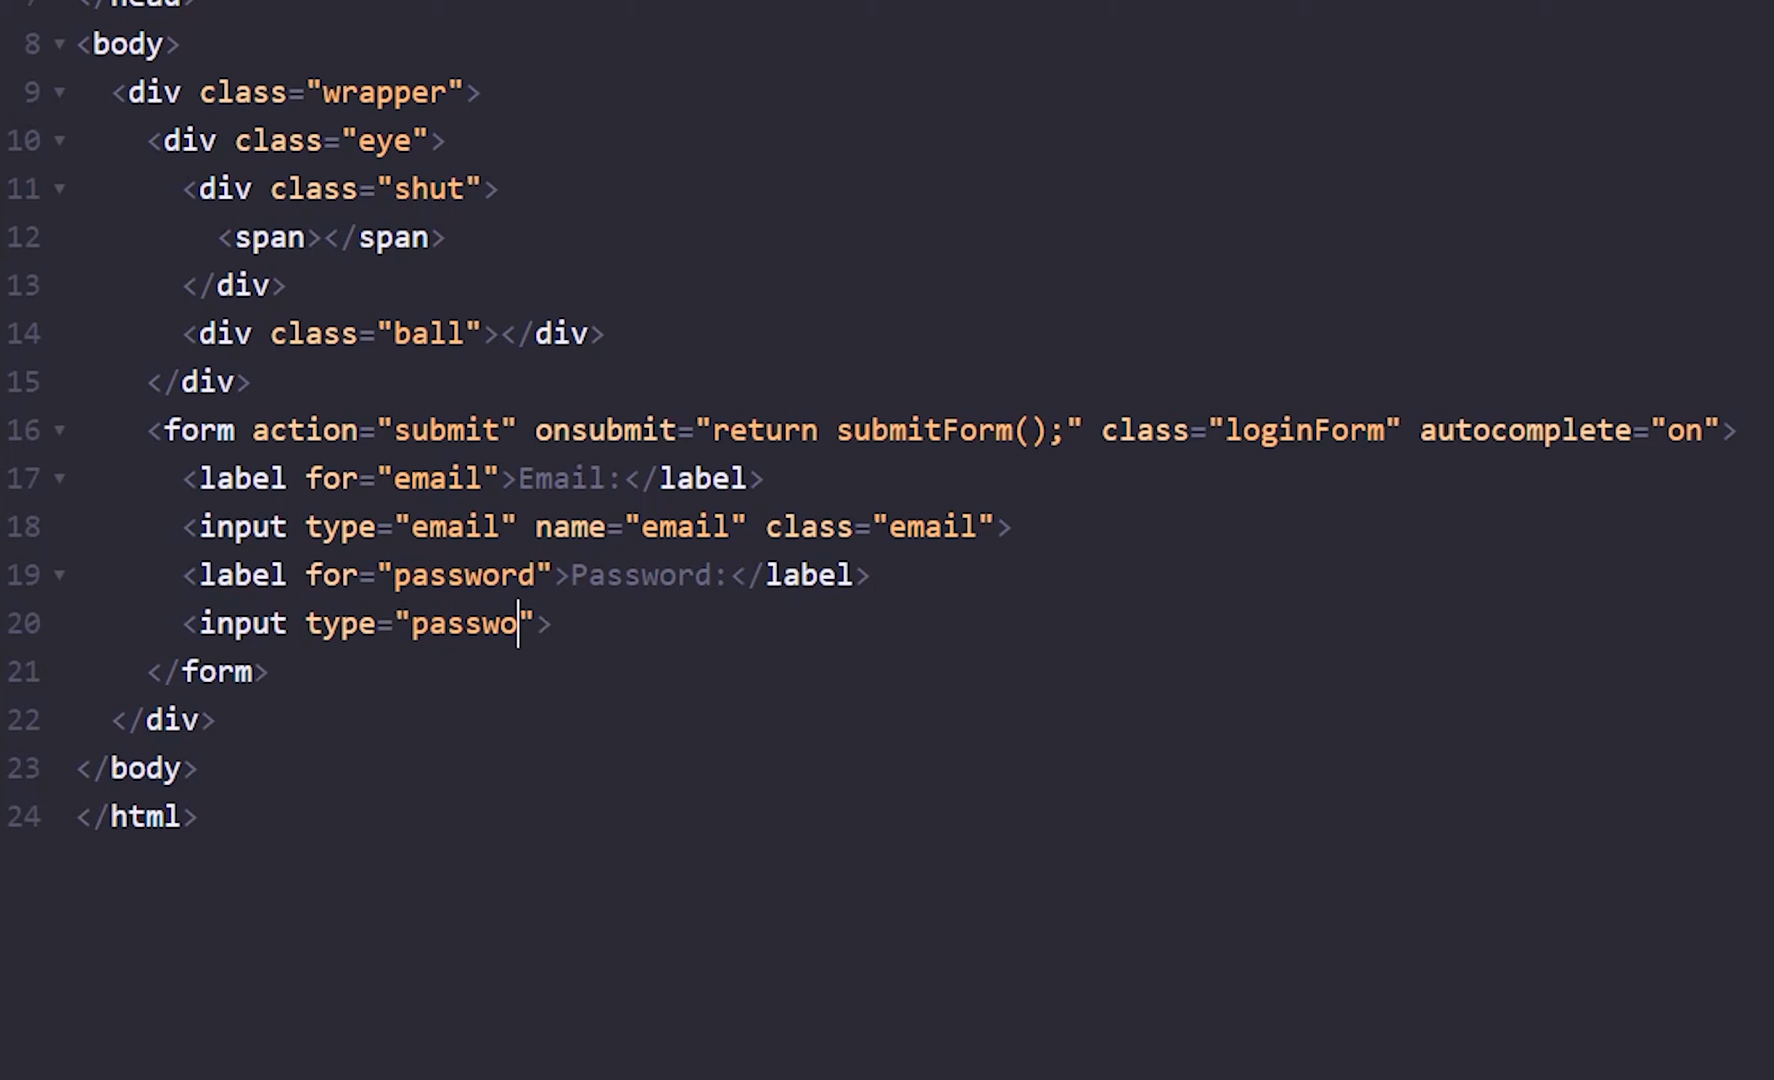 7 </head>
8 <body>
9 <div class="wrapper">
10 <div class="eye">
11 <div class="shut">
12 <span></span>
13 </div>
14 <div class="ball"></div>
15 </div>
16 <form action="submit" onsubmit="return submitForm();" class="loginForm" autocomplete="on">
17 <label for="email">Email:</label>
18 <input type="email" name="email" class="email">
19 <label for="password">Password:</label>
20 <input type="passwo">
21 </form>
22 </div>
23 </body>
24 </html>